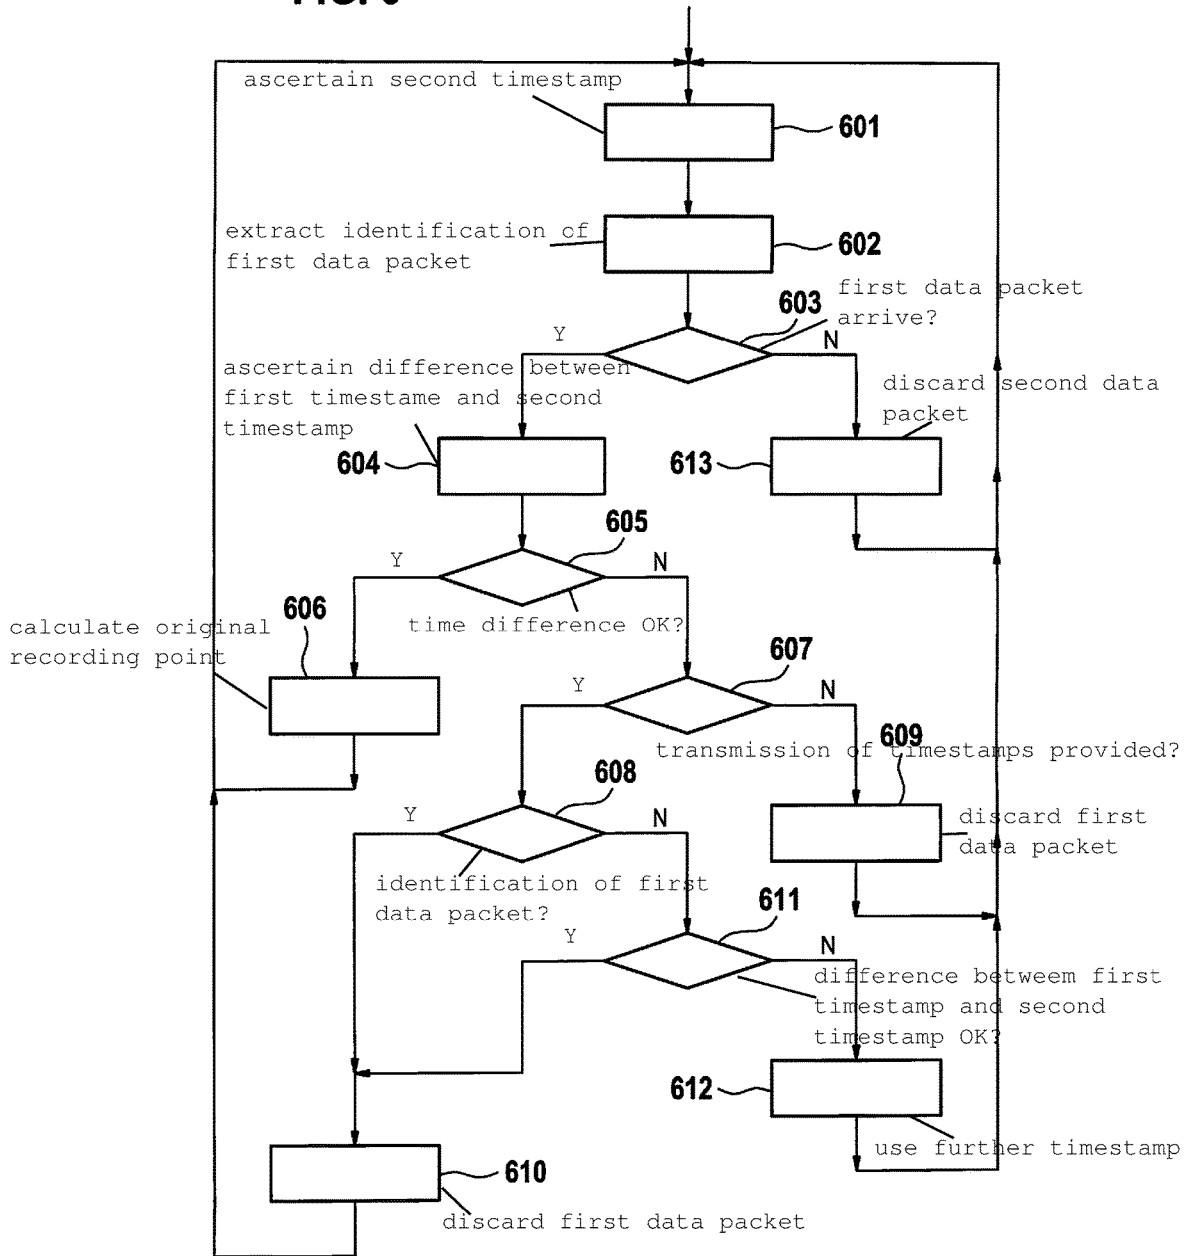 ascertain second timestamp
601
extract identification of
first data packet
602
603
first data packet
arrive?
Y
N
ascertain difference between
first timestame and second
timestamp
discard second data
packet
604
613
605
Y
N
time difference OK?
606
calculate original
recording point
607
Y
N
transmission of timestamps provided?
609
608
Y
N
discard first
data packet
identification of first
data packet?
611
Y
N
difference betweem first
timestamp and second
timestamp OK?
612
use further timestamp
610
discard first data packet